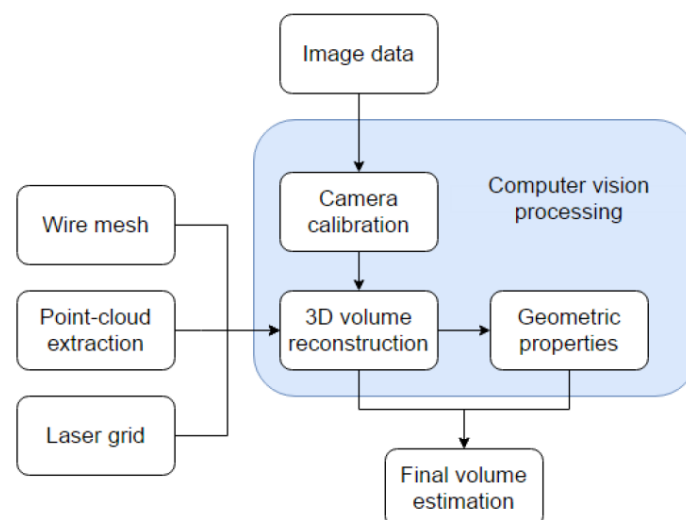 Image data
Computer vision
processing
Camera
calibration
Wire mesh
Point-cloud
extraction
3D volume
reconstruction
Geometric
properties
Laser grid
Final volume
estimation